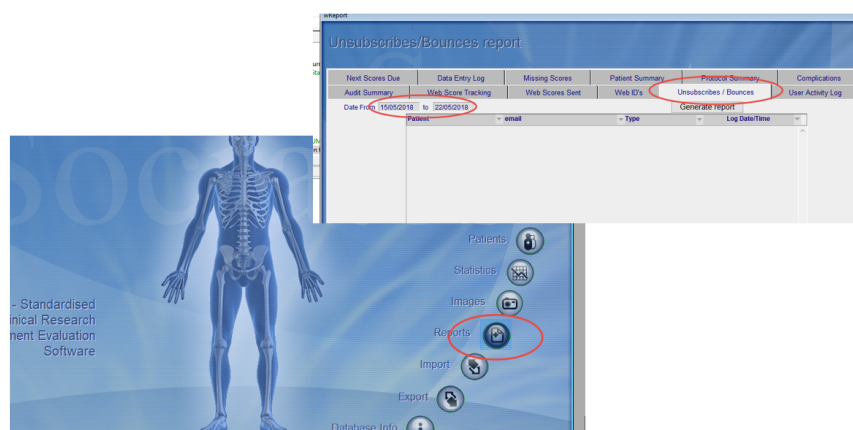 wReport
Unsubscribes/Bounces report
Next Scores Due Data Entry Log Missing Scores Patient Summary Protocol Summary Complications
Audit Summary Web Score Tracking Web Scores Sent Web ID's Unsubscribes / Bounces User Activity Log
Date From 15/05/2018 to 22/05/2018 Generate report
Patient email Type Log Date/Time
Patients
Statistics
Images
Reports
Import
Export
Database Info
- Standardised
inical Research
ment Evaluation
Software